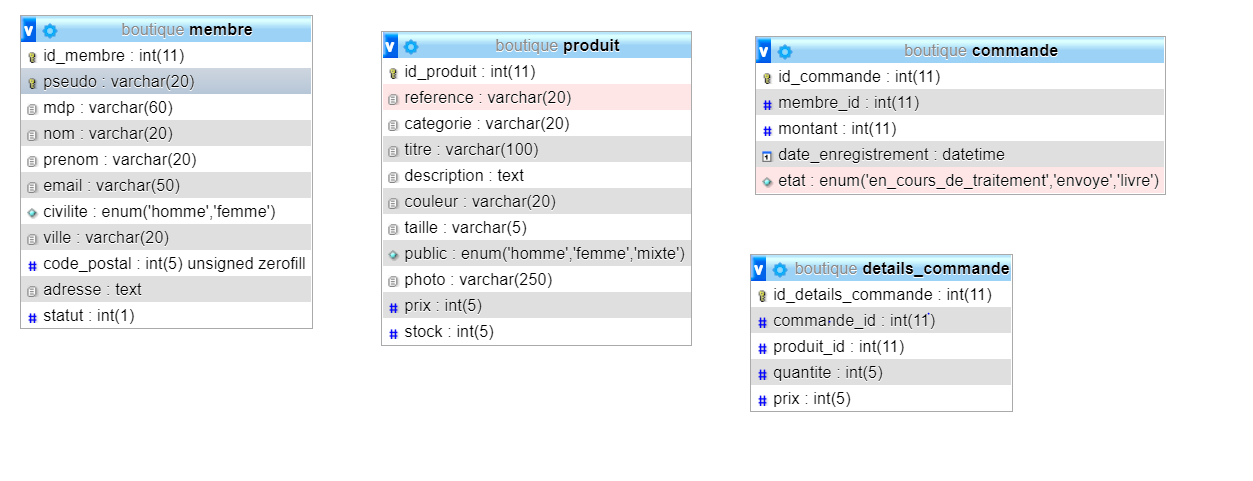 v boutique membre
id_membre : int(11)
pseudo : varchar(20)
mdp : varchar(60)
nom : varchar(20)
prenom : varchar(20)
email : varchar(50)
civilite : enum('homme','femme')
ville : varchar(20)
# code_postal : int(5) unsigned zerofill
adresse : text
# statut : int(1)
v boutique produit
id_produit : int(11)
reference : varchar(20)
categorie : varchar(20)
titre : varchar(100)
description : text
couleur : varchar(20)
taille : varchar(5)
public : enum('homme','femme','mixte')
photo : varchar(250)
# prix : int(5)
# stock : int(5)
v boutique commande
id_commande : int(11)
# membre_id : int(11)
# montant : int(11)
date_enregistrement : datetime
etat : enum('en_cours_de_traitement','envoye','livre')
v boutique details_commande
id_details_commande : int(11)
# commande_id : int(11)
# produit_id : int(11)
# quantite : int(5)
# prix : int(5)